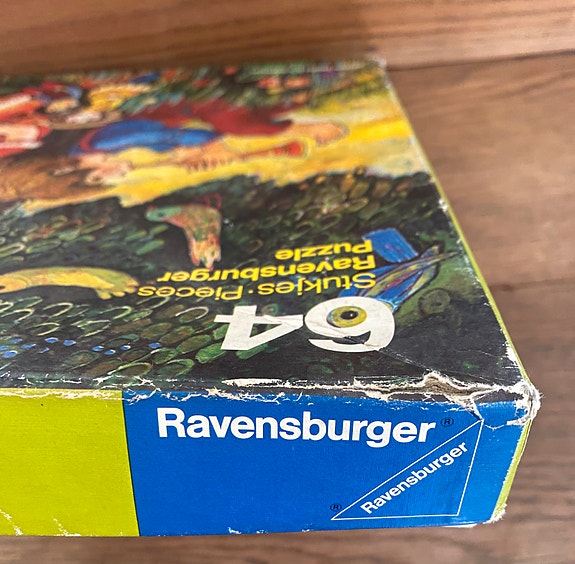 64
Stukjes · Pieces
Ravensburger
Puzzle
Ravensburger ®
® Ravensburger